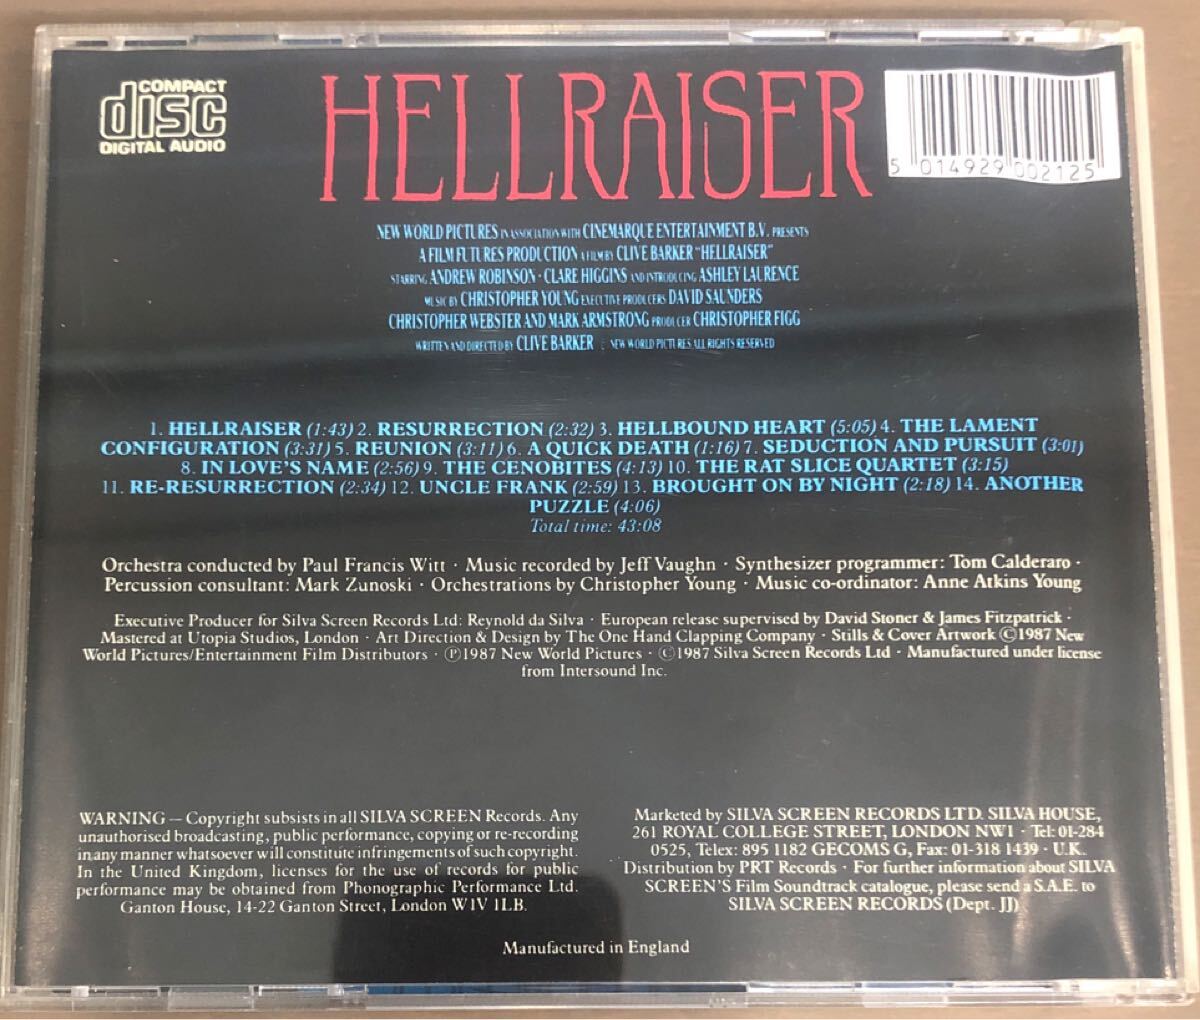 COMPACT
disc
DIGITAL AUDIO
HELLRAISER
5 014929 002125
NEW WORLD PICTURES IN ASSOCIATION WITH CINEMARQUE ENTERTAINMENT B.V. PRESENTS
A FILM FUTURES PRODUCTION A FILM BY CLIVE BARKER "HELLRAISER"
STARRING ANDREW ROBINSON · CLARE HIGGINS AND INTRODUCING ASHLEY LAURENCE
MUSIC BY CHRISTOPHER YOUNG EXECUTIVE PRODUCERS DAVID SAUNDERS
CHRISTOPHER WEBSTER AND MARK ARMSTRONG PRODUCER CHRISTOPHER FIGG
WRITTEN AND DIRECTED BY CLIVE BARKER : NEW WORLD PICTURES ALL RIGHTS RESERVED
1. HELLRAISER (1:43) 2. RESURRECTION (2:32) 3. HELLBOUND HEART (5:05) 4. THE LAMENT
CONFIGURATION (3:31) 5. REUNION (3:11) 6. A QUICK DEATH (1:16) 7. SEDUCTION AND PURSUIT (3:01)
8. IN LOVE'S NAME (2:56) 9. THE CENOBITES (4:13) 10. THE RAT SLICE QUARTET (3:15)
11. RE-RESURRECTION (2:34) 12. UNCLE FRANK (2:59) 13. BROUGHT ON BY NIGHT (2:18) 14. ANOTHER
PUZZLE (4:06)
Total time: 43:08
Orchestra conducted by Paul Francis Witt · Music recorded by Jeff Vaughn · Synthesizer programmer: Tom Calderaro ·
Percussion consultant: Mark Zunoski · Orchestrations by Christopher Young · Music co-ordinator: Anne Atkins Young
Executive Producer for Silva Screen Records Ltd: Reynold da Silva · European release supervised by David Stoner & James Fitzpatrick ·
Mastered at Utopia Studios, London · Art Direction & Design by The One Hand Clapping Company · Stills & Cover Artwork ©1987 New
World Pictures/Entertainment Film Distributors · ℗1987 New World Pictures · ©1987 Silva Screen Records Ltd · Manufactured under license
from Intersound Inc.
WARNING – Copyright subsists in all SILVA SCREEN Records. Any
unauthorised broadcasting, public performance, copying or re-recording
in any manner whatsoever will constitute infringements of such copyright.
In the United Kingdom, licenses for the use of records for public
performance may be obtained from Phonographic Performance Ltd.
Ganton House, 14-22 Ganton Street, London W1V 1LB.
Marketed by SILVA SCREEN RECORDS LTD. SILVA HOUSE,
261 ROYAL COLLEGE STREET, LONDON NW1 · Tel: 01-284
0525, Telex: 895 1182 GECOMS G, Fax: 01-318 1439 · U.K.
Distribution by PRT Records · For further information about SILVA
SCREEN'S Film Soundtrack catalogue, please send a S.A.E. to
SILVA SCREEN RECORDS (Dept. JJ)
Manufactured in England